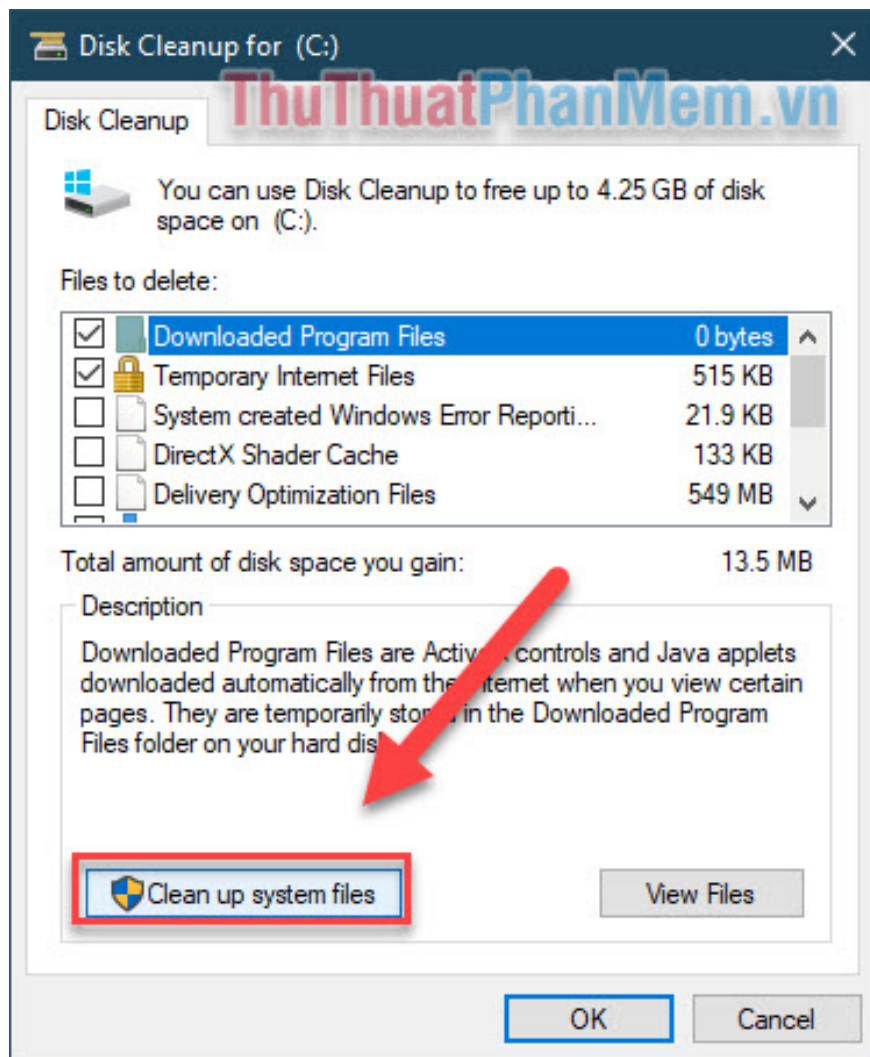 Disk Cleanup for (C:)
ThuThuatPhanMem.vn
Disk Cleanup
You can use Disk Cleanup to free up to 4.25 GB of disk
space on (C:).
Files to delete:
Downloaded Program Files 0 bytes
Temporary Internet Files 515 KB
System created Windows Error Reporti... 21.9 KB
DirectX Shader Cache 133 KB
Delivery Optimization Files 549 MB
Total amount of disk space you gain: 13.5 MB
Description
Downloaded Program Files are controls and Java applets
downloaded automatically from the when you view certain
pages. They are temporarily in the Downloaded Program
Files folder on your hard
Clean up system files View Files
OK Cancel